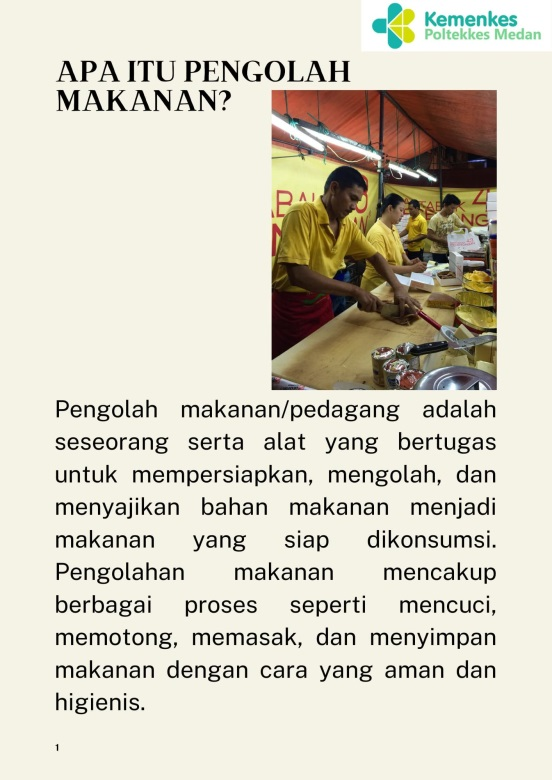 Kemenkes
Poltekkes Medan
APA ITU PENGOLAH
MAKANAN?
Pengolah makanan/pedagang adalah
seseorang serta alat yang bertugas
untuk mempersiapkan, mengolah, dan
menyajikan bahan makanan menjadi
makanan yang siap dikonsumsi.
Pengolahan makanan mencakup
berbagai proses seperti mencuci,
memotong, memasak, dan menyimpan
makanan dengan cara yang aman dan
higienis.
1